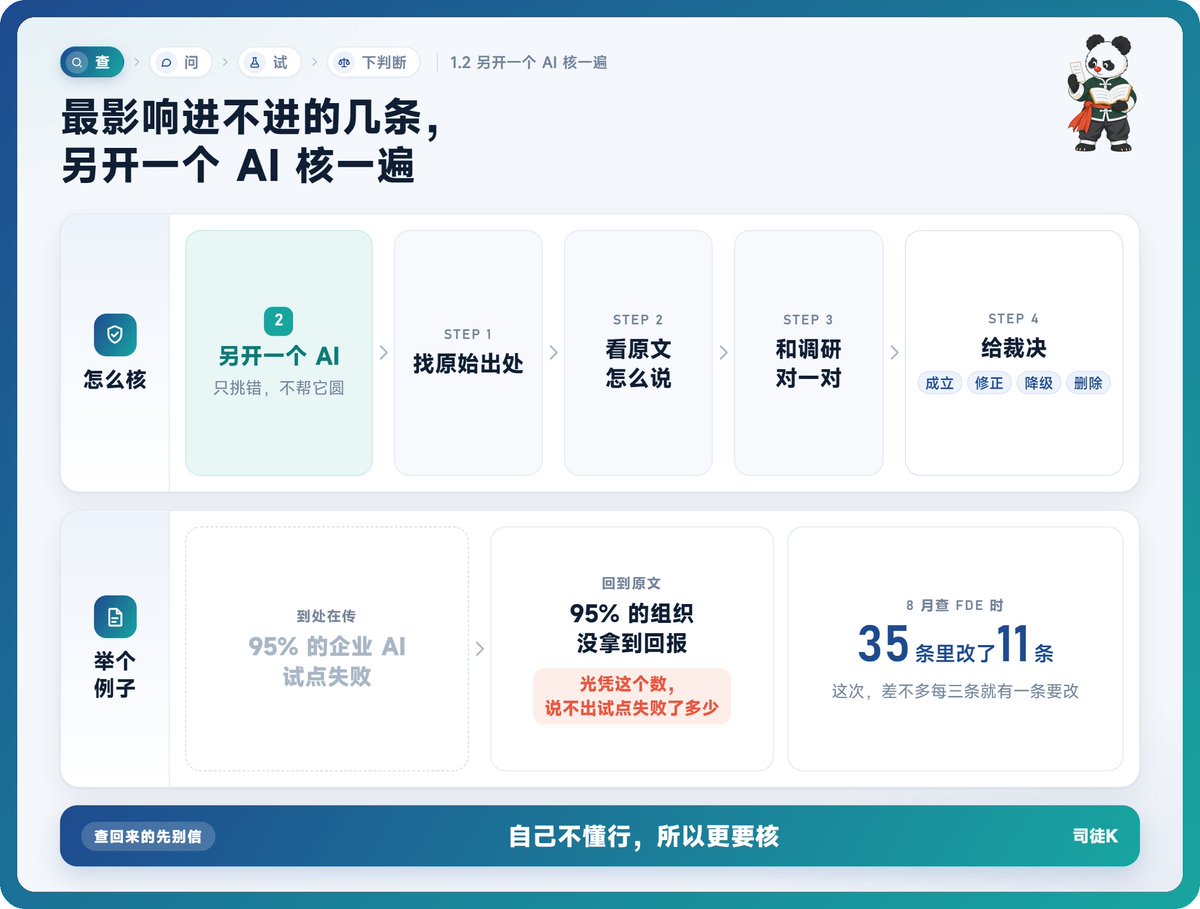 查
问
试
下判断
1.2 另开一个 AI 核一遍
最影响进不进的几条，
另开一个 AI 核一遍
怎么核
2
另开一个 AI
只挑错，不帮它圆
STEP 1
找原始出处
STEP 2
看原文
怎么说
STEP 3
和调研
对一对
STEP 4
给裁决
成立
修正
降级
删除
举个
例子
到处在传
95% 的企业 AI
试点失败
回到原文
95% 的组织
没拿到回报
光凭这个数，
说不出试点失败了多少
8 月查 FDE 时
35 条里改了11 条
这次，差不多每三条就有一条要改
查回来的先别信
自己不懂行，所以更要核
司徒K